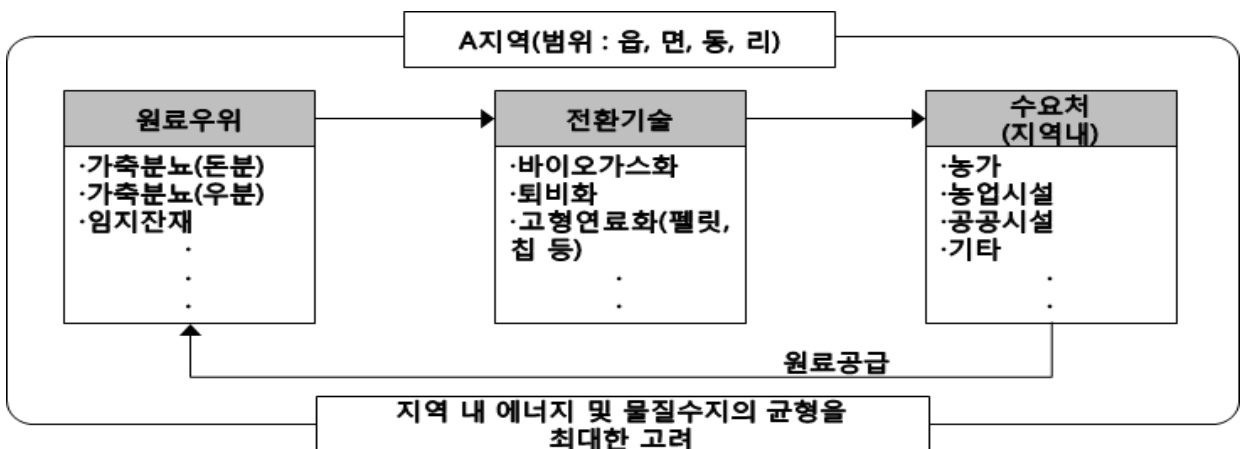 A지역(범위 : 읍, 면, 동, 리)
원료우위
·가축분뇨(돈분)
·가축분뇨(우분)
·임지잔재
·
·
·
전환기술
·바이오가스화
·퇴비화
·고형연료화(펠릿,
칩 등)
·
·
수요처
(지역내)
·농가
·농업시설
·공공시설
·기타
·
·
원료공급
지역 내 에너지 및 물질수지의 균형을
최대한 고려